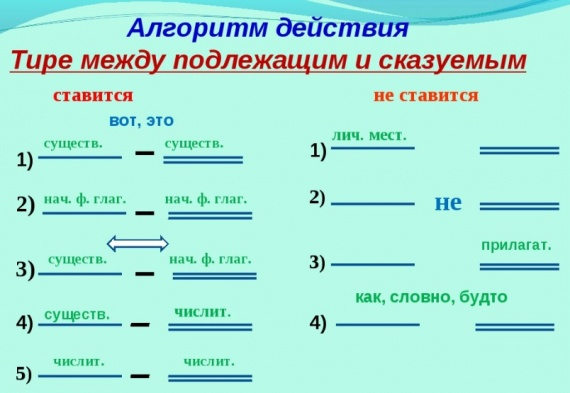 Алгоритм действия
Тире между подлежащим и сказуемым
ставится
вот, это
1) существ. – существ.
2) нач. ф. глаг. – нач. ф. глаг.
3) существ. – нач. ф. глаг.
4) существ. – числит.
5) числит. – числит.
не ставится
1) лич. мест.
2) не
3) прилагат.
как, словно, будто
4)